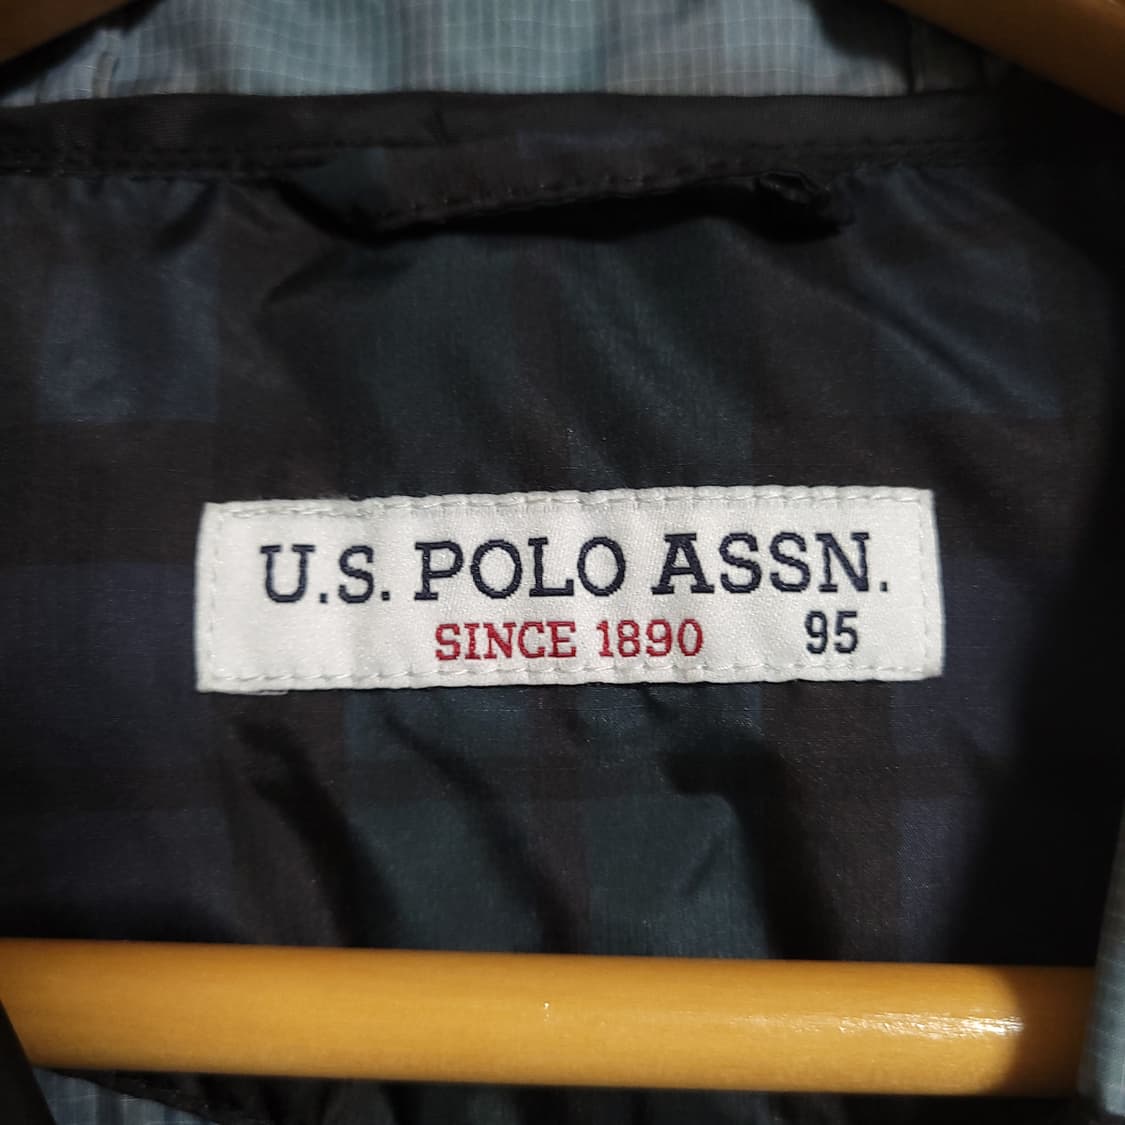 U.S. POLO ASSN.
SINCE 1890 95